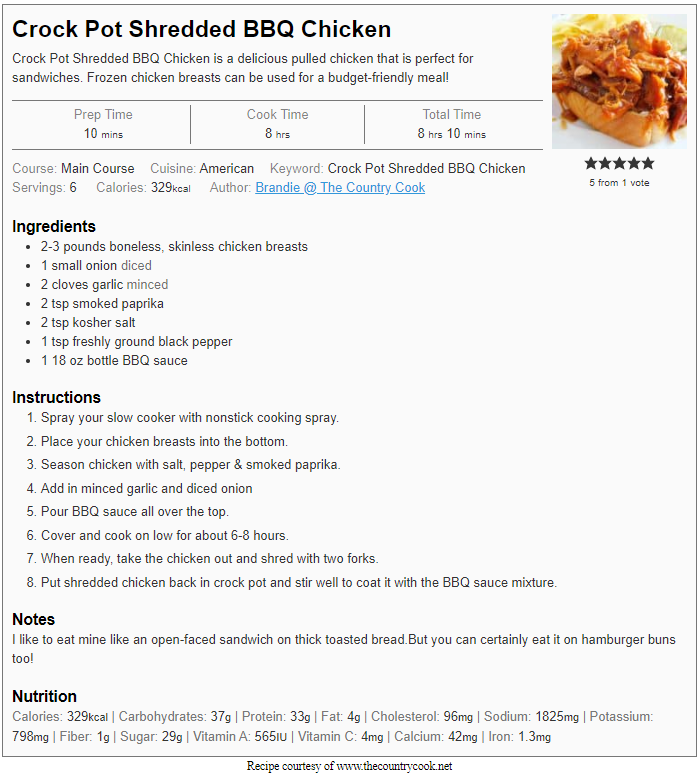 Crock Pot Shredded BBQ Chicken
Crock Pot Shredded BBQ Chicken is a delicious pulled chicken that is perfect for
sandwiches. Frozen chicken breasts can be used for a budget-friendly meal!
Prep Time
10 mins
Cook Time
8 hrs
Total Time
8 hrs 10 mins
5 from 1 vote
Course: Main Course Cuisine: American Keyword: Crock Pot Shredded BBQ Chicken
Servings: 6 Calories: 329kcal Author: Brandie @ The Country Cook
Ingredients
• 2-3 pounds boneless, skinless chicken breasts
• 1 small onion diced
• 2 cloves garlic minced
• 2 tsp smoked paprika
• 2 tsp kosher salt
• 1 tsp freshly ground black pepper
• 1 18 oz bottle BBQ sauce
Instructions
1. Spray your slow cooker with nonstick cooking spray.
2. Place your chicken breasts into the bottom.
3. Season chicken with salt, pepper & smoked paprika.
4. Add in minced garlic and diced onion
5. Pour BBQ sauce all over the top.
6. Cover and cook on low for about 6-8 hours.
7. When ready, take the chicken out and shred with two forks.
8. Put shredded chicken back in crock pot and stir well to coat it with the BBQ sauce mixture.
Notes
I like to eat mine like an open-faced sandwich on thick toasted bread.But you can certainly eat it on hamburger buns
too!
Nutrition
Calories: 329kcal | Carbohydrates: 37g | Protein: 33g | Fat: 4g | Cholesterol: 96mg | Sodium: 1825mg | Potassium:
798mg | Fiber: 1g | Sugar: 29g | Vitamin A: 565IU | Vitamin C: 4mg | Calcium: 42mg | Iron: 1.3mg
Recipe courtesy of www.thecountrycook.net